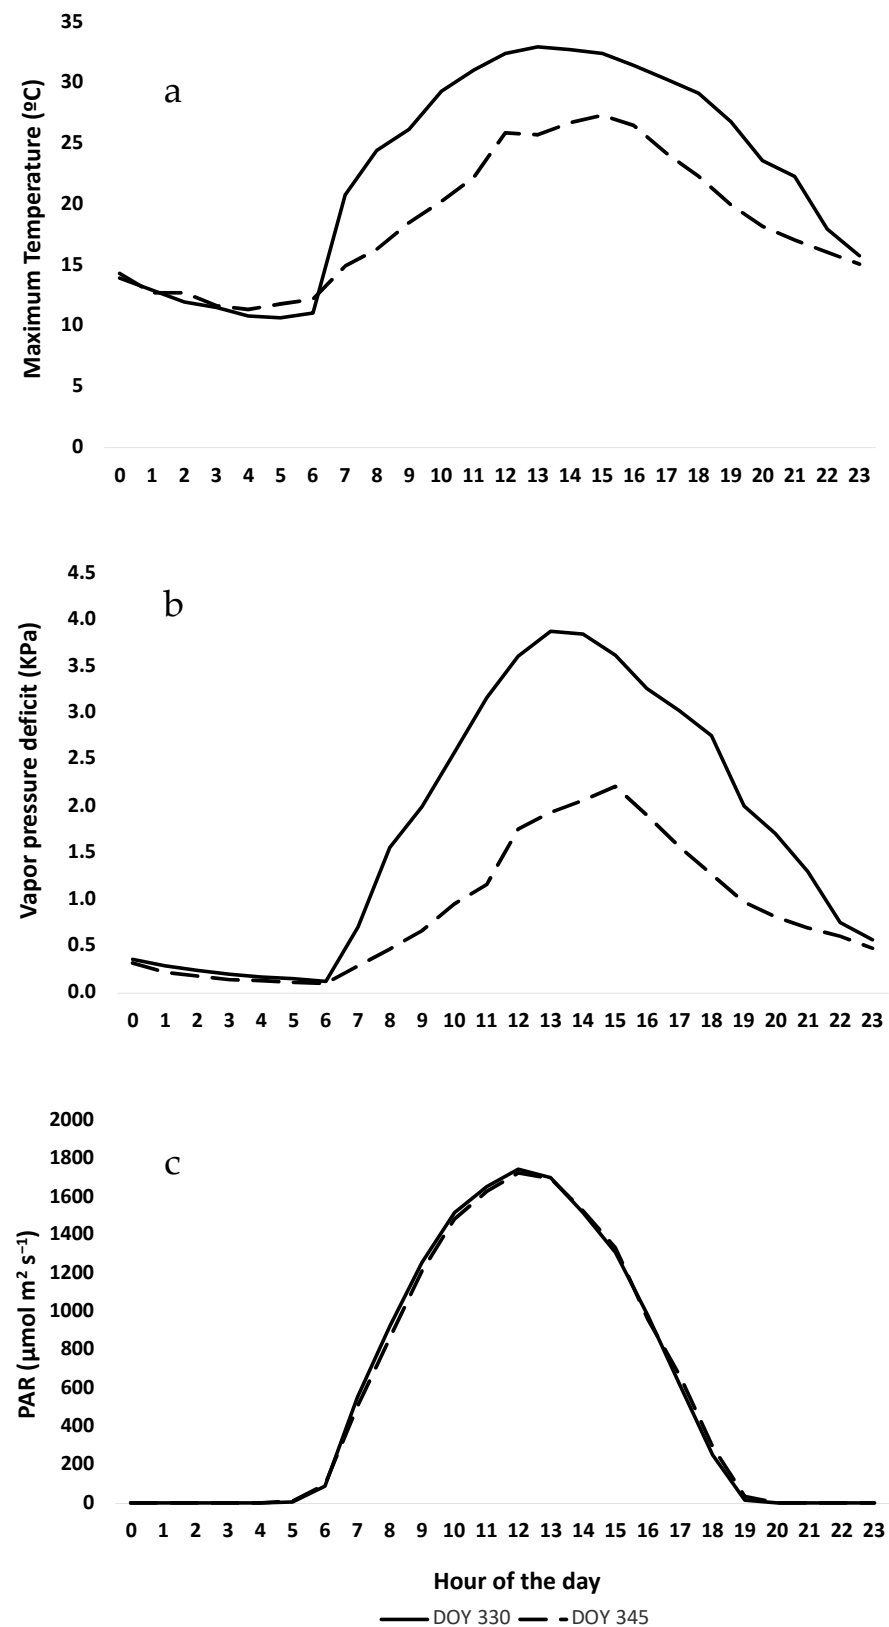 35
a
30
25
20
15
10
5
0
Maximum Temperature (ºC)
0 1 2 3 4 5 6 7 8 9 10 11 12 13 14 15 16 17 18 19 20 21 22 23
4.5
b
4.0
3.5
3.0
2.5
2.0
1.5
1.0
0.5
0.0
Vapor pressure deficit (KPa)
0 1 2 3 4 5 6 7 8 9 10 11 12 13 14 15 16 17 18 19 20 21 22 23
2000
1800
c
1600
1400
1200
1000
800
600
400
200
0
PAR (µmol m² s⁻¹)
0 1 2 3 4 5 6 7 8 9 10 11 12 13 14 15 16 17 18 19 20 21 22 23
Hour of the day
DOY 330 DOY 345